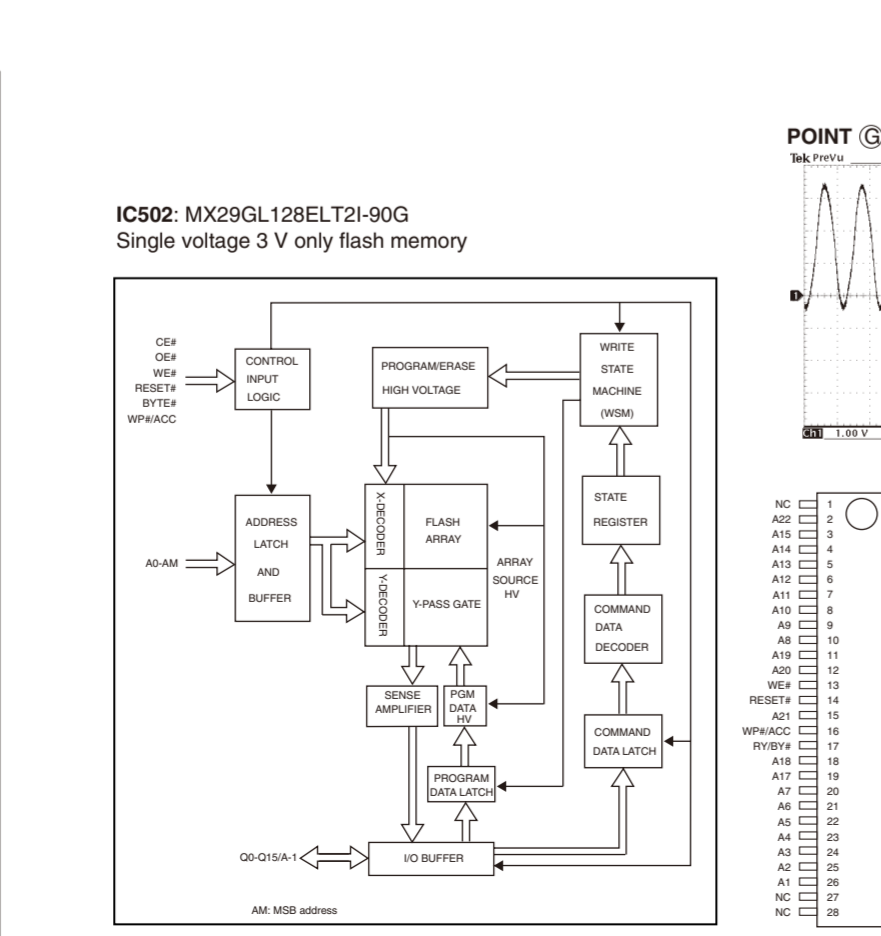 IC502: MX29GL128ELT2I-90G
Single voltage 3 V only flash memory
CE#
OE#
WE#
RESET#
BYTE#
WP#/ACC
CONTROL
INPUT
LOGIC
PROGRAM/ERASE
HIGH VOLTAGE
WRITE
STATE
MACHINE
(WSM)
STATE
REGISTER
A0-AM
ADDRESS
LATCH
AND
BUFFER
X-DECODER
FLASH
ARRAY
Y-DECODER
Y-PASS GATE
ARRAY
SOURCE
HV
COMMAND
DATA
DECODER
SENSE
AMPLIFIER
PGM
DATA
HV
COMMAND
DATA LATCH
PROGRAM
DATA LATCH
Q0-Q15/A-1
I/O BUFFER
AM: MSB address
POINT G
Tek PreVu
1
Ch1 1.00 V
NC 1
A22 2
A15 3
A14 4
A13 5
A12 6
A11 7
A10 8
A9 9
A8 10
A19 11
A20 12
WE# 13
RESET# 14
A21 15
WP#/ACC 16
RY/BY# 17
A18 18
A17 19
A7 20
A6 21
A5 22
A4 23
A3 24
A2 25
A1 26
NC 27
NC 28